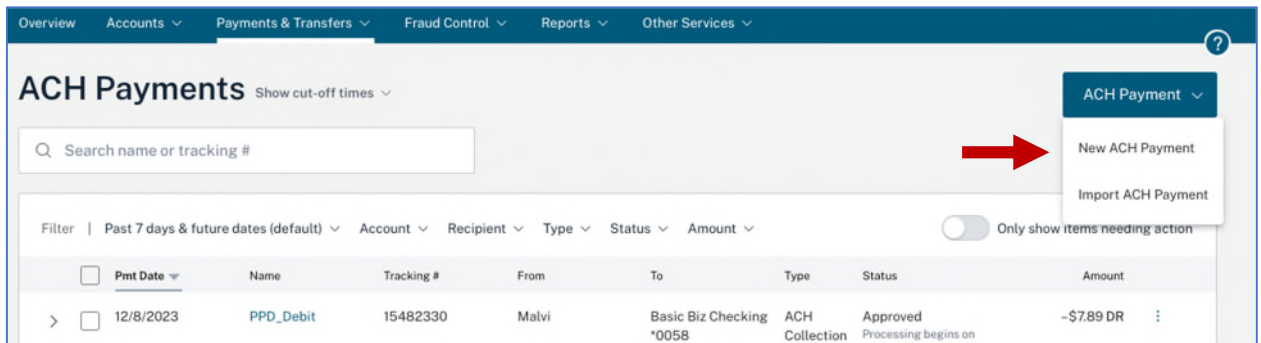 Overview Accounts Payments & Transfers Fraud Control Reports Other Services
?
ACH Payments Show cut-off times
ACH Payment
Search name or tracking #
New ACH Payment
Import ACH Payment
Filter | Past 7 days & future dates (default) Account Recipient Type Status Amount Only show items needing action
Pmt Date Name Tracking # From To Type Status Amount
12/8/2023 PPD_Debit 15482330 Malvi Basic Biz Checking ACH Approved -$7.89 DR
*0058 Collection Processing begins on